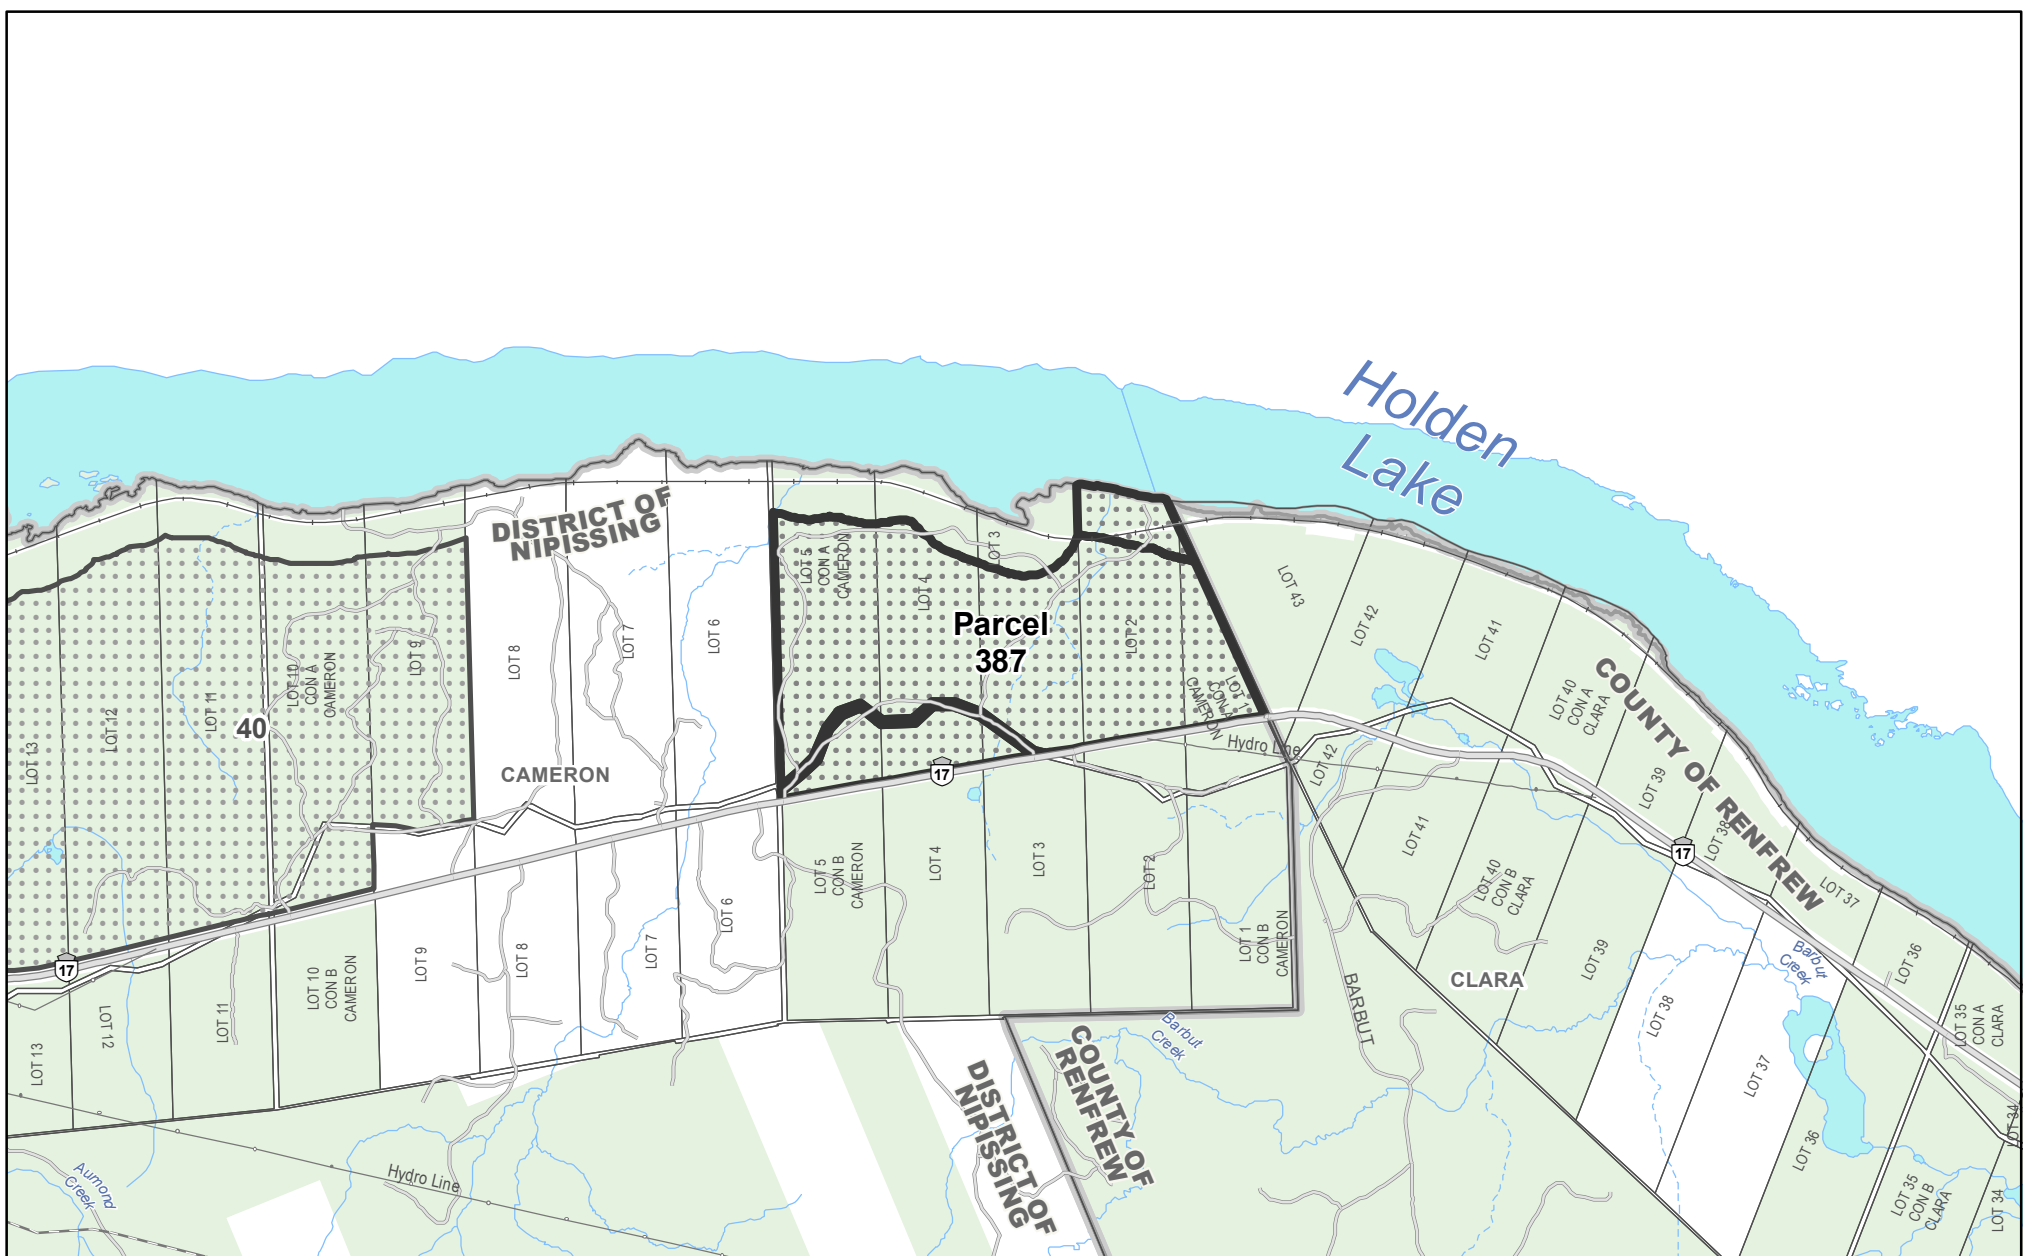 Holden
Lake
DISTRICT OF
NIPISSING
LOT 8
LOT 7
LOT 6
LOT 5
CON A
CAMERON
LOT 4
LOT 3
LOT 2
LOT 1
CON A
CAMERON
Parcel
387
LOT 13
LOT 12
LOT 11
LOT 10
CON A
CAMERON
LOT 9
40
CAMERON
17
17
17
Hydro Line
LOT 43
LOT 42
LOT 41
LOT 40
CON A
CLARA
LOT 39
LOT 38
LOT 37
LOT 36
LOT 35
CON A
CLARA
LOT 34
COUNTY OF RENFREW
LOT 13
LOT 12
LOT 11
LOT 10
CON B
CAMERON
LOT 9
LOT 8
LOT 7
LOT 6
LOT 5
CON B
CAMERON
LOT 4
LOT 3
LOT 2
LOT 1
CON B
CAMERON
LOT 42
LOT 41
LOT 40
CON B
CLARA
LOT 39
LOT 38
LOT 37
LOT 36
LOT 35
CON B
CLARA
LOT 34
CLARA
BARBUT
Barbut
Creek
Barbut
Creek
COUNTY OF
RENFREW
DISTRICT OF
NIPISSING
Hydro Line
Aumond
Creek